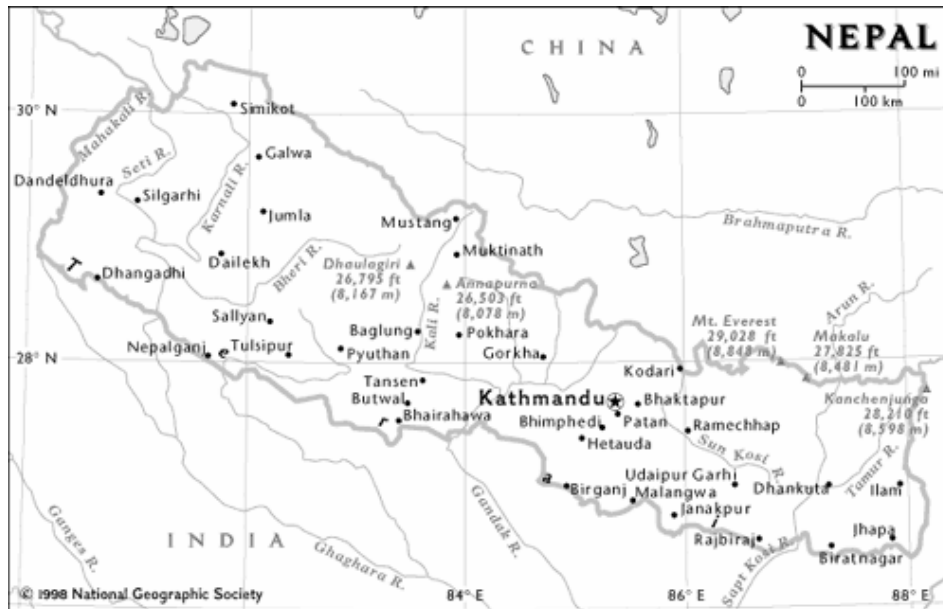 NEPAL
CHINA
0 100 mi
0 100 km
30° N
Mahakali R.
Simikot
Seti R.
Galwa
Dandeldhura
Silgarhi
Karnali R.
Jumla
Mustang
Brahmaputra R.
Muktinath
T
Dhangadhi
Dailekh
Bheri R.
Dhaulagiri
26,795 ft
(8,167 m)
Annapurna
26,503 ft
(8,078 m)
Arun R.
Sallyan
Baglung
Kali R.
Pokhara
Mt. Everest
29,028 ft
(8,848 m)
Makalu
27,825 ft
(8,481 m)
Nepalganj
e
Tulsipur
Pyuthan
Gorkha
28° N
Kodari
Kanchenjunga
28,210 ft
(8,598 m)
Tansen
Butwal
Kathmandu
Bhaktapur
r
Bhairahawa
Bhimphedi
Patan
Ramechhap
Hetauda
Sun Kosi R.
a
Birganj
Udaipur Garhi
Malangwa
Dhankuta
Tamur R.
Ilam
Janakpur
i
Rajbiraj
Jhapa
Biratnagar
Ganges R.
INDIA
Ghaghara R.
Gandak R.
Sapt Kosi R.
© 1998 National Geographic Society
84° E
86° E
88° E